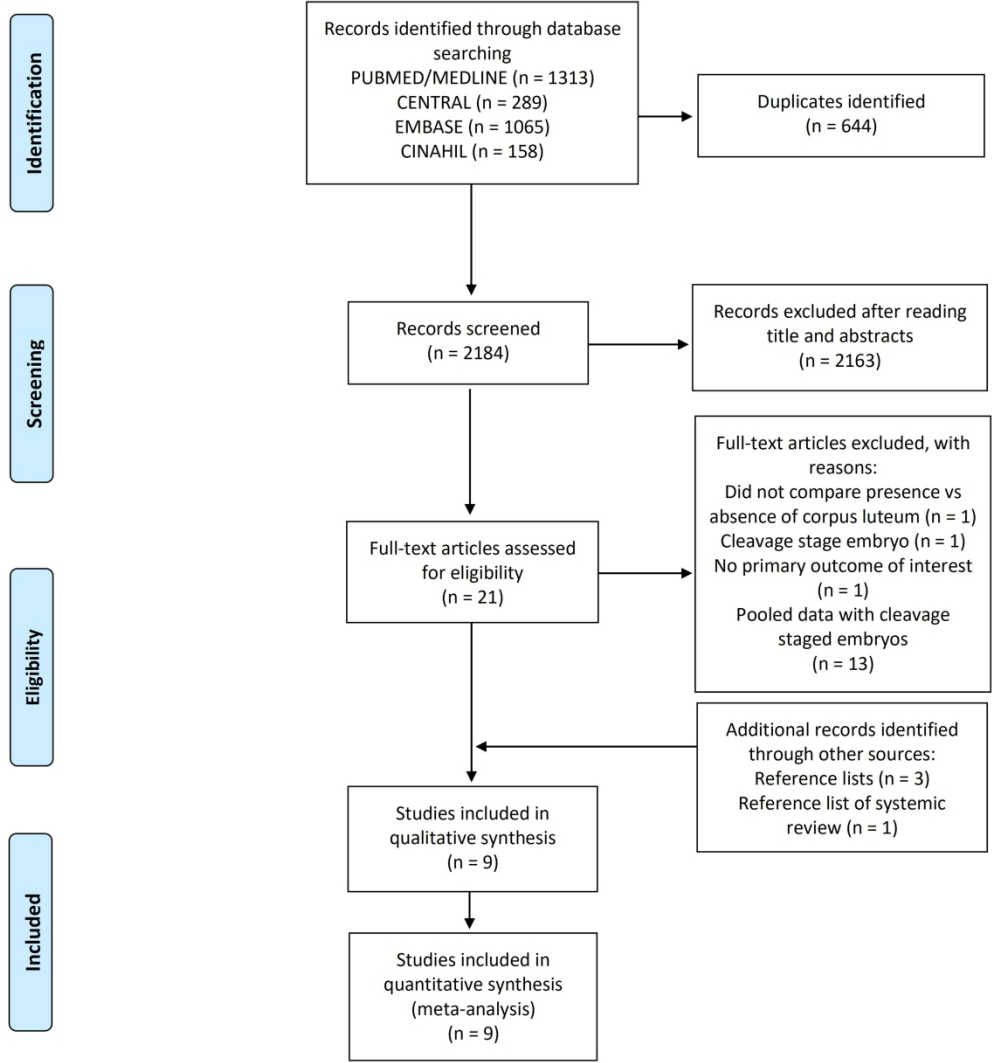 Identification
Records identified through database
searching
PUBMED/MEDLINE (n = 1313)
CENTRAL (n = 289)
EMBASE (n = 1065)
CINAHIL (n = 158)
Duplicates identified
(n = 644)
Screening
Records screened
(n = 2184)
Records excluded after reading
title and abstracts
(n = 2163)
Eligibility
Full-text articles assessed
for eligibility
(n = 21)
Full-text articles excluded, with
reasons:
Did not compare presence vs
absence of corpus luteum (n = 1)
Cleavage stage embryo (n = 1)
No primary outcome of interest
(n = 1)
Pooled data with cleavage
staged embryos
(n = 13)
Additional records identified
through other sources:
Reference lists (n = 3)
Reference list of systemic
review (n = 1)
Included
Studies included in
qualitative synthesis
(n = 9)
Studies included in
quantitative synthesis
(meta-analysis)
(n = 9)